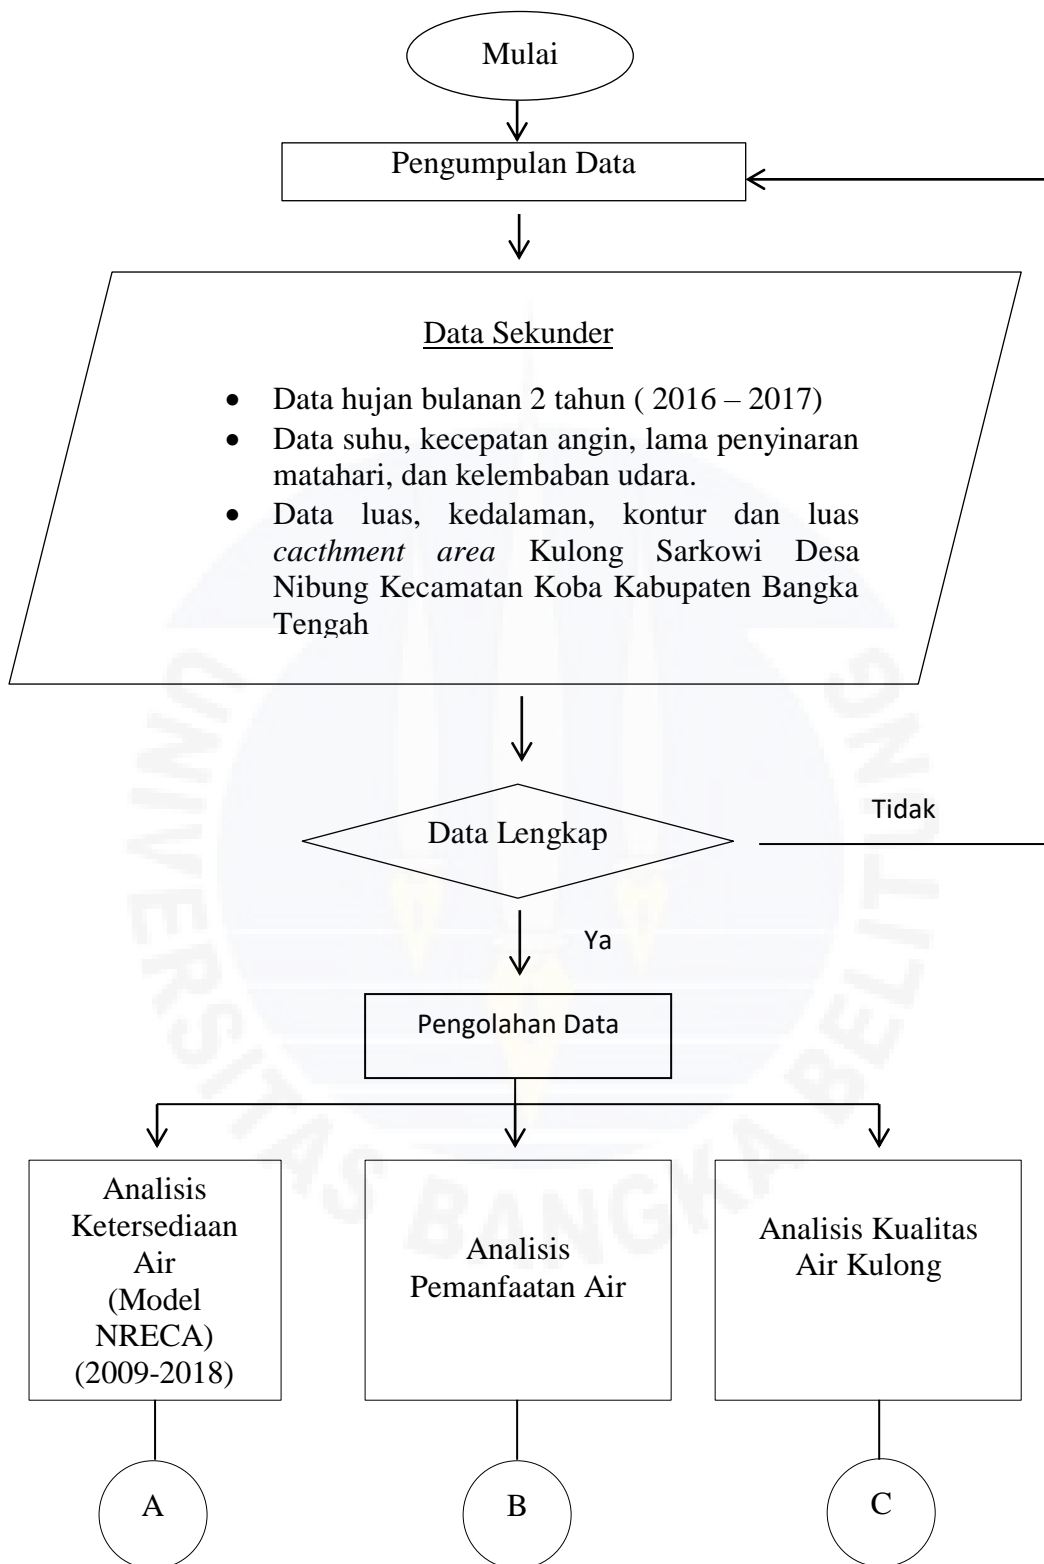 Mulai
Pengumpulan Data
Data Sekunder
• Data hujan bulanan 2 tahun ( 2016 – 2017)
• Data suhu, kecepatan angin, lama penyinaran
matahari, dan kelembaban udara.
• Data luas, kedalaman, kontur dan luas
cacthment area Kulong Sarkowi Desa
Nibung Kecamatan Koba Kabupaten Bangka
Tengah
Data Lengkap
Tidak
Ya
Pengolahan Data
Analisis
Ketersediaan
Air
(Model
NRECA)
(2009-2018)
Analisis
Pemanfaatan Air
Analisis Kualitas
Air Kulong
A
B
C
UNIVERSITAS BANGKA BELITUNG